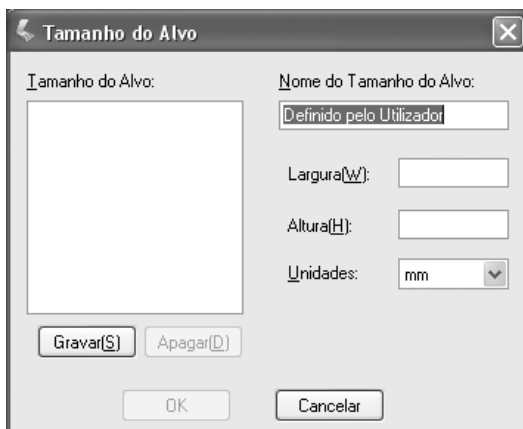 Tamanho do Alvo
Tamanho do Alvo:
Nome do Tamanho do Alvo:
Definido pelo Utilizador
Largura(W):
Altura(H):
Unidades:
mm
Gravar(S)
Apagar(D)
OK
Cancelar